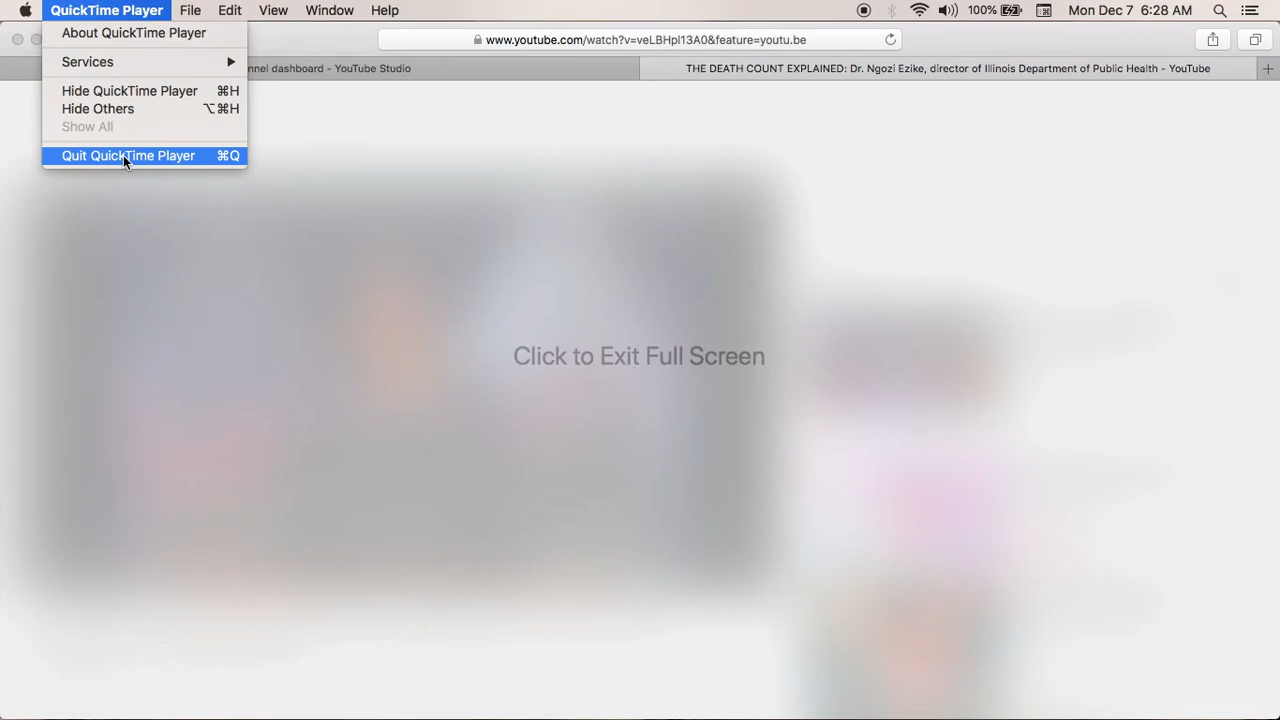 QuickTime Player File Edit View Window Help 100% Mon Dec 7 6:28 AM
About QuickTime Player
www.youtube.com/watch?v=veLBHpl13A0&feature=youtu.be
Services
nnel dashboard - YouTube Studio
THE DEATH COUNT EXPLAINED: Dr. Ngozi Ezike, director of Illinois Department of Public Health - YouTube
Hide QuickTime Player ⌘H
Hide Others ⌥⌘H
Show All
Quit QuickTime Player ⌘Q
Click to Exit Full Screen